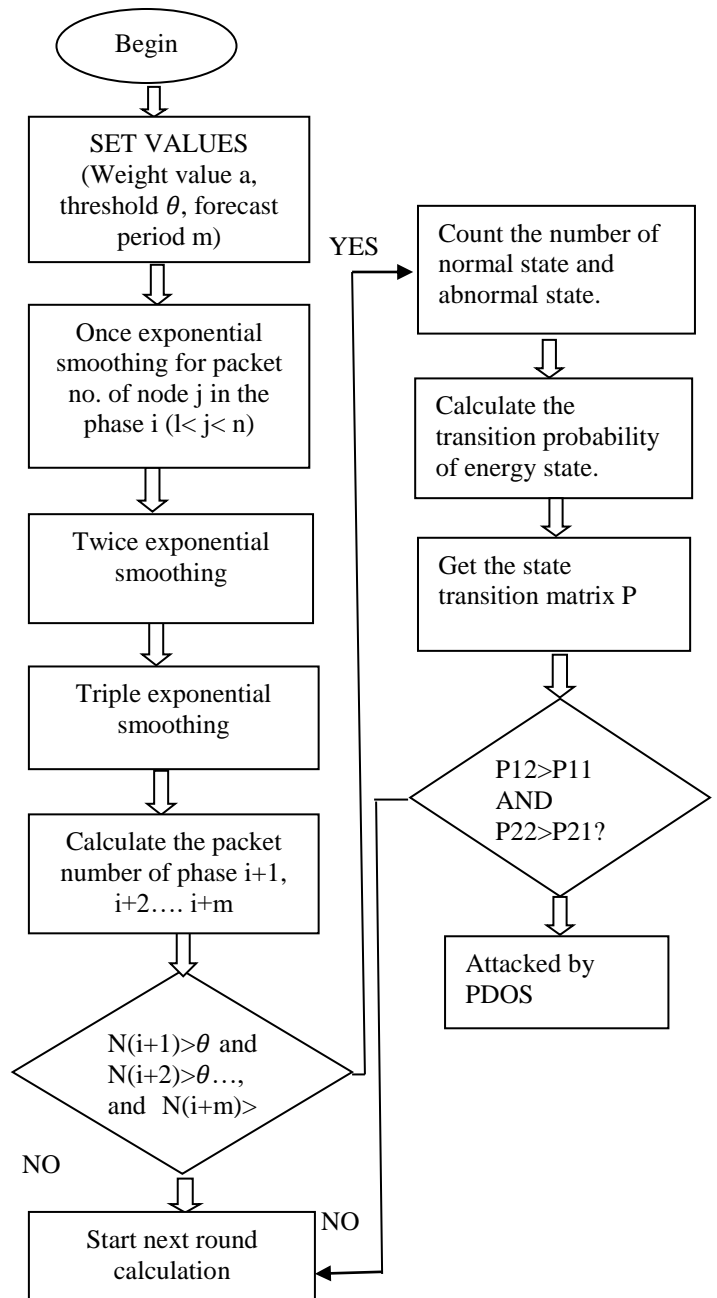 Begin
SET VALUES
(Weight value a,
threshold θ, forecast
period m)
Once exponential
smoothing for packet
no. of node j in the
phase i (l< j< n)
Twice exponential
smoothing
Triple exponential
smoothing
Calculate the packet
number of phase i+1,
i+2…. i+m
N(i+1)>θ and
N(i+2)>θ…,
and N(i+m)>
NO
Start next round
calculation
YES
Count the number of
normal state and
abnormal state.
Calculate the
transition probability
of energy state.
Get the state
transition matrix P
P12>P11
AND
P22>P21?
NO
Attacked by
PDOS